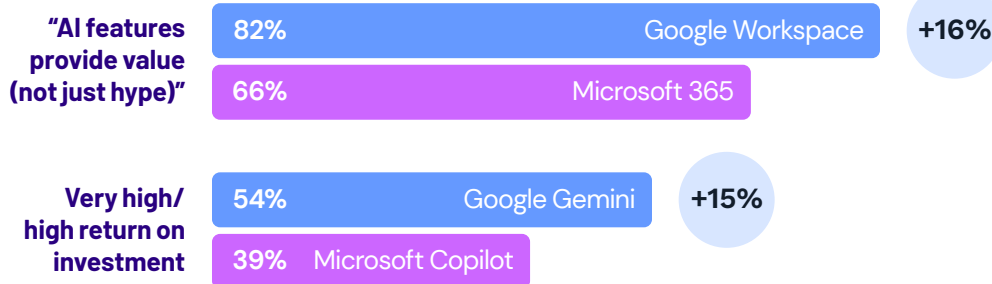 “AI features
provide value
(not just hype)”
82% Google Workspace +16%
66% Microsoft 365
Very high/
high return on
investment
54% Google Gemini +15%
39% Microsoft Copilot